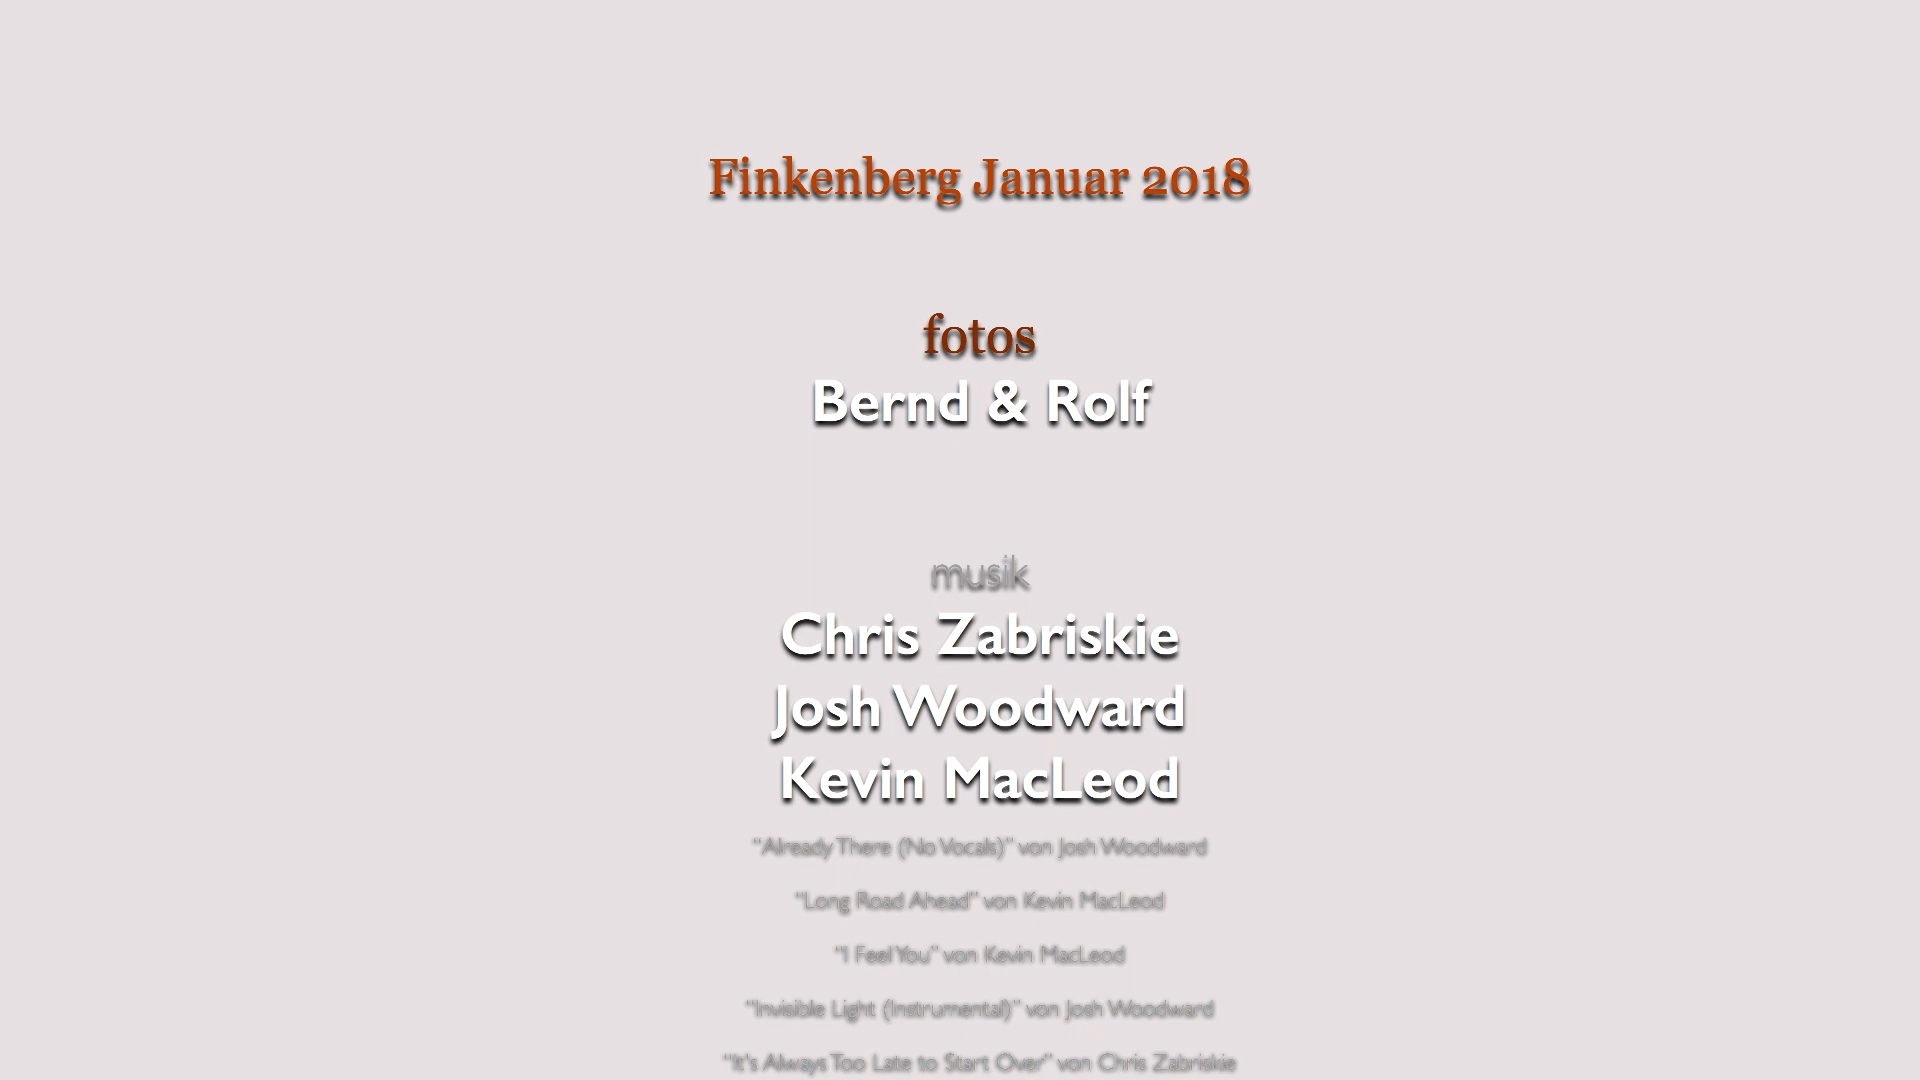 Finkenberg Januar 2018
fotos
Bernd & Rolf
musik
Chris Zabriskie
Josh Woodward
Kevin MacLeod
“Already There (No Vocals)” von Josh Woodward
“Long Road Ahead” von Kevin MacLeod
“I Feel You” von Kevin MacLeod
“Invisible Light (Instrumental)” von Josh Woodward
“It's Always Too Late to Start Over” von Chris Zabriskie